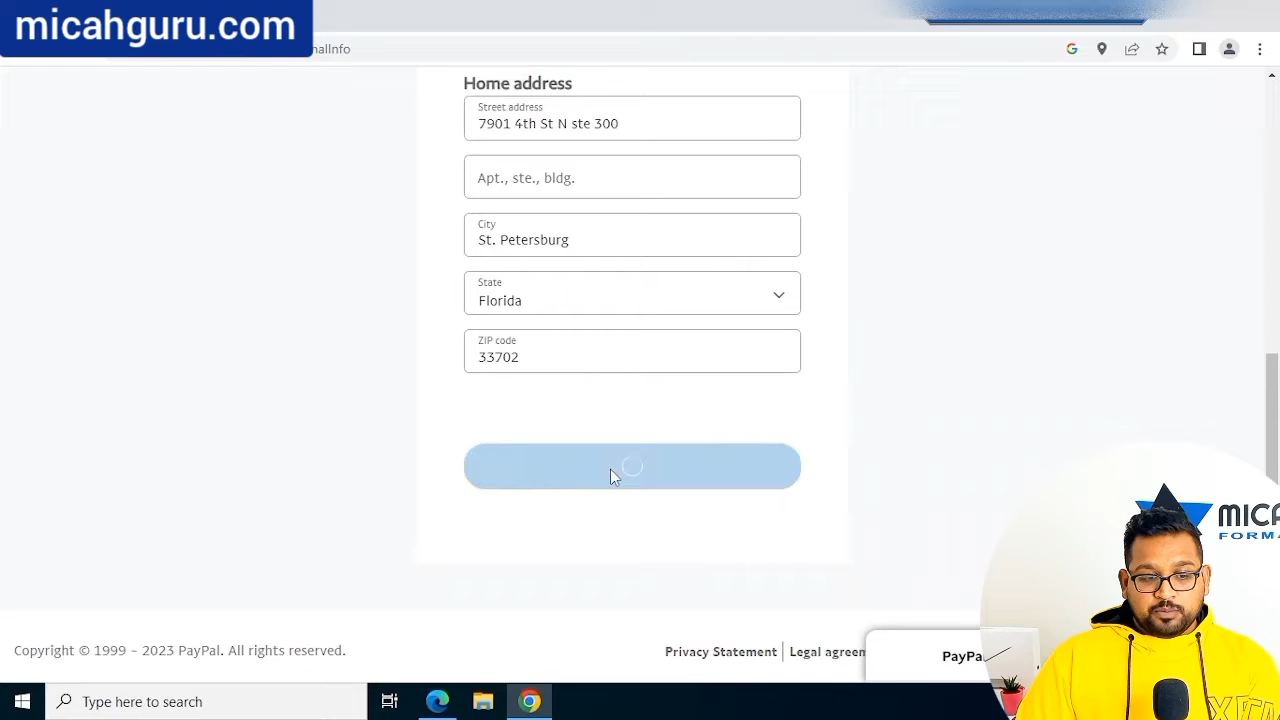 micahguru.com
nalInfo
Home address
Street address
7901 4th St N ste 300
Apt., ste., bldg.
City
St. Petersburg
State
Florida
ZIP code
33702
MICA
FORMA
Copyright © 1999 - 2023 PayPal. All rights reserved.
Privacy Statement
Legal agreem
PayPa
Type here to search